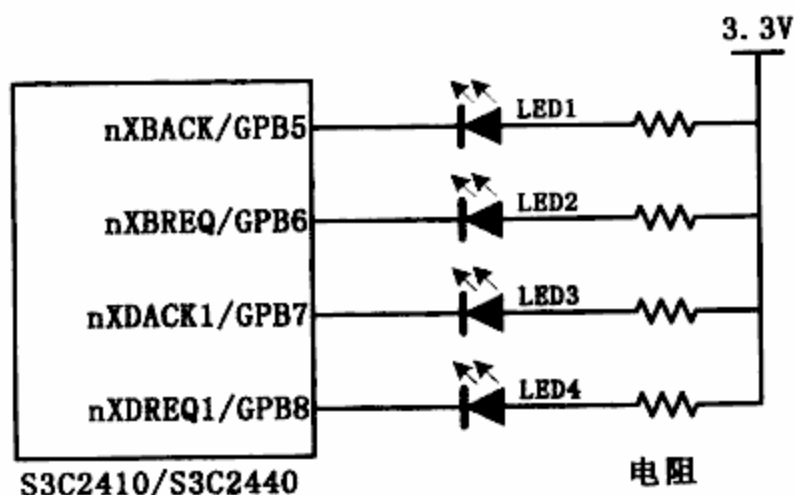 3.3V
nXBACK/GPB5
LED1
nXBREQ/GPB6
LED2
nXDACK1/GPB7
LED3
nXDREQ1/GPB8
LED4
电阻
S3C2410/S3C2440